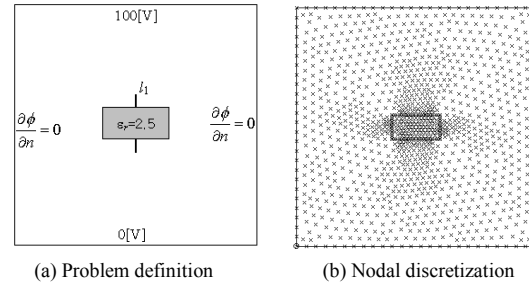 100[V]
l₁
∂ϕ/∂n = 0
εᵣ=2.5
∂ϕ/∂n = 0
0[V]
(a) Problem definition
(b) Nodal discretization